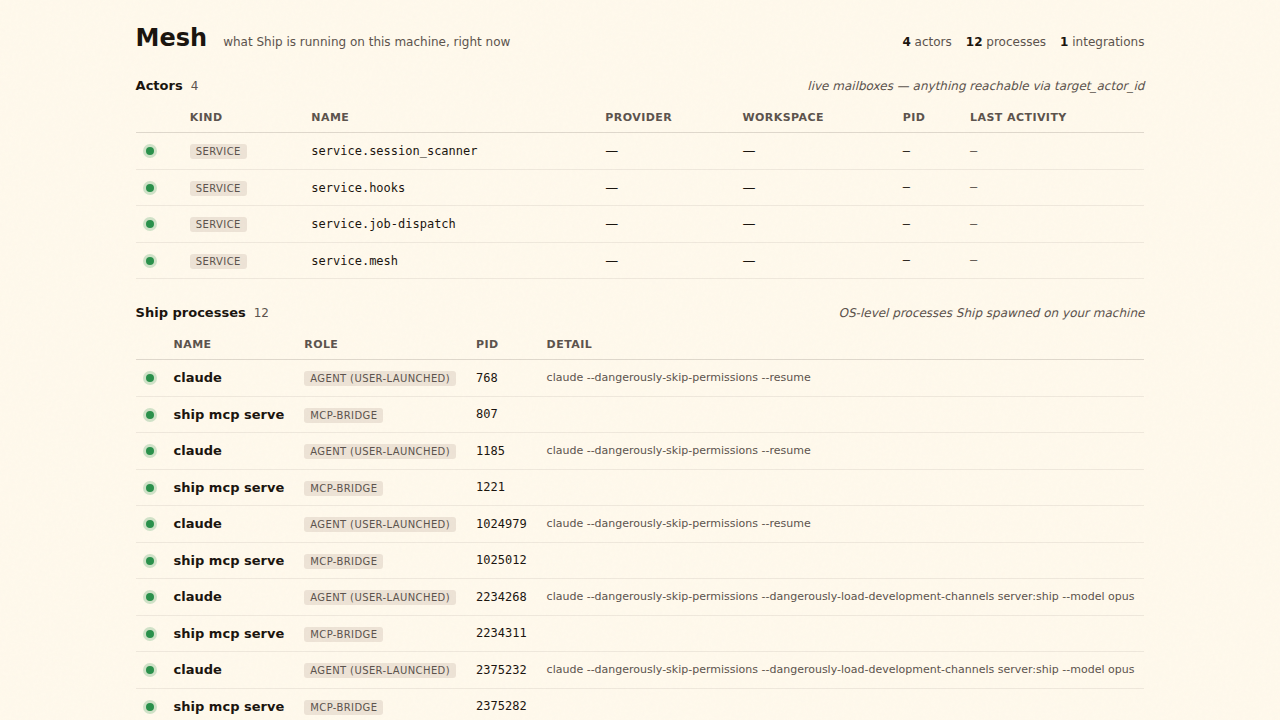 Mesh what Ship is running on this machine, right now 4 actors 12 processes 1 integrations
Actors 4 live mailboxes — anything reachable via target_actor_id
KIND NAME PROVIDER WORKSPACE PID LAST ACTIVITY
SERVICE service.session_scanner — — — —
SERVICE service.hooks — — — —
SERVICE service.job-dispatch — — — —
SERVICE service.mesh — — — —
Ship processes 12 OS-level processes Ship spawned on your machine
NAME ROLE PID DETAIL
claude AGENT (USER-LAUNCHED) 768 claude --dangerously-skip-permissions --resume
ship mcp serve MCP-BRIDGE 807
claude AGENT (USER-LAUNCHED) 1185 claude --dangerously-skip-permissions --resume
ship mcp serve MCP-BRIDGE 1221
claude AGENT (USER-LAUNCHED) 1024979 claude --dangerously-skip-permissions --resume
ship mcp serve MCP-BRIDGE 1025012
claude AGENT (USER-LAUNCHED) 2234268 claude --dangerously-skip-permissions --dangerously-load-development-channels server:ship --model opus
ship mcp serve MCP-BRIDGE 2234311
claude AGENT (USER-LAUNCHED) 2375232 claude --dangerously-skip-permissions --dangerously-load-development-channels server:ship --model opus
ship mcp serve MCP-BRIDGE 2375282